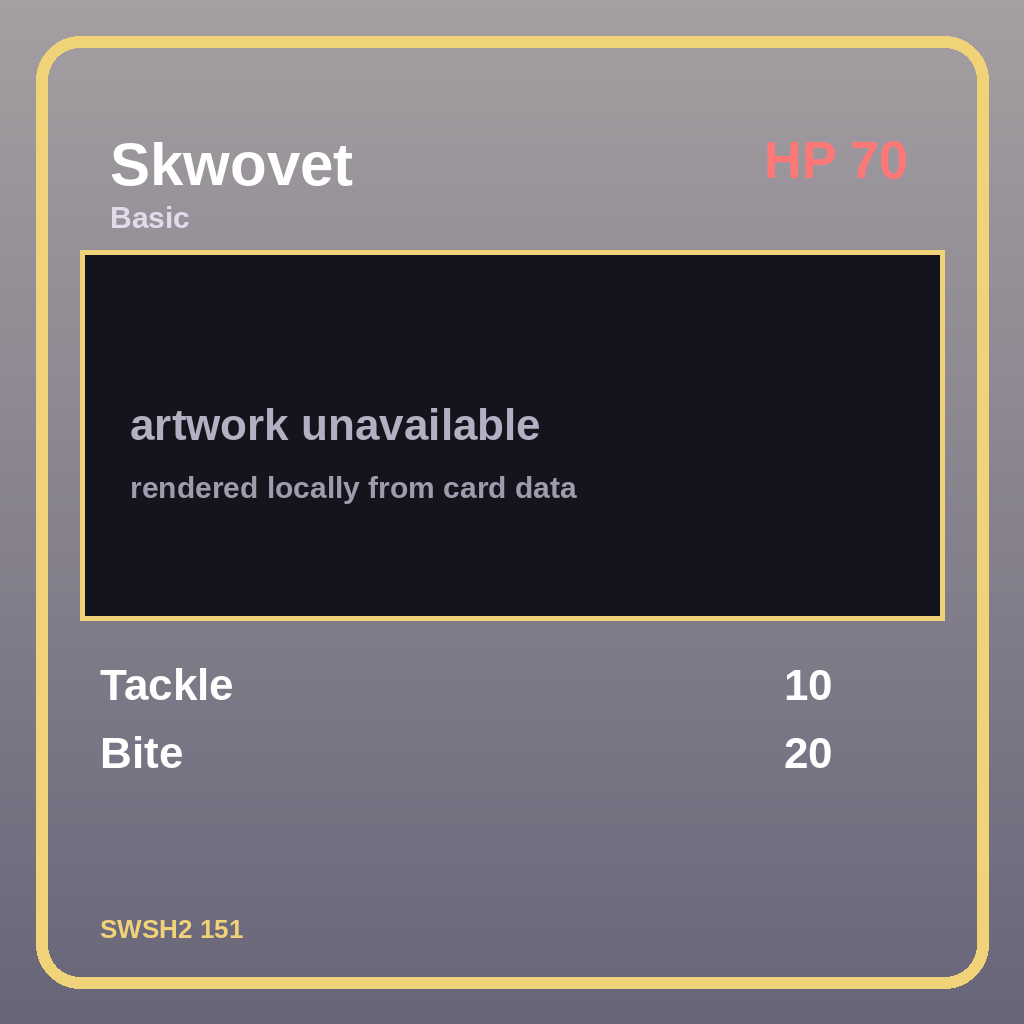 Skwovet
HP 70
Basic
artwork unavailable
rendered locally from card data
Tackle 10
Bite 20
SWSH2 151